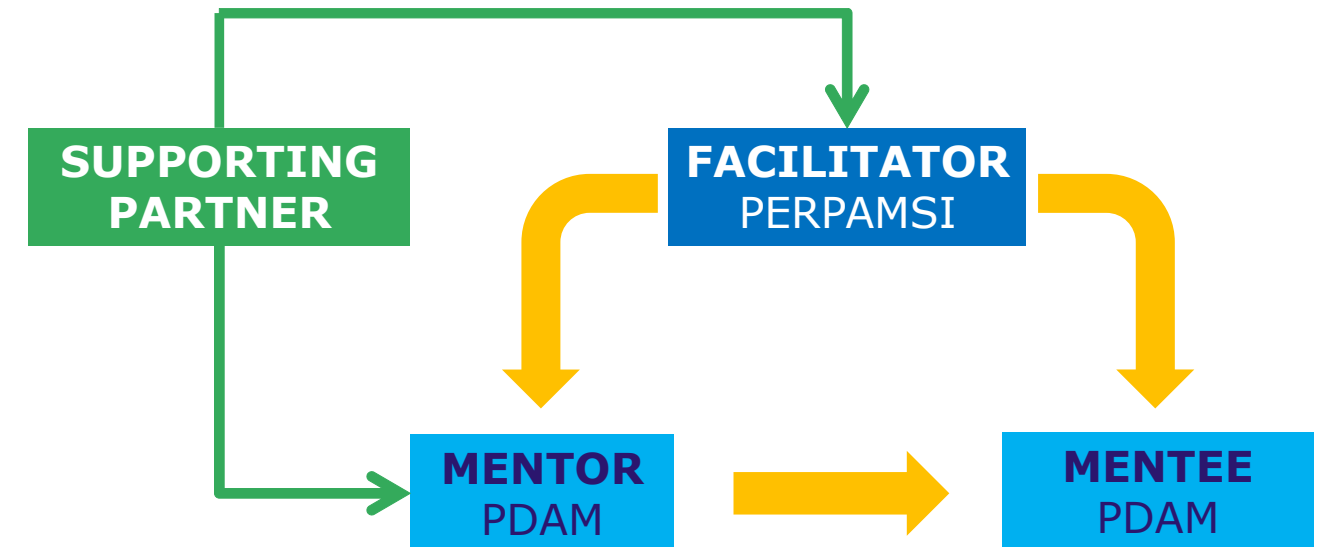 SUPPORTING
PARTNER
FACILITATOR
PERPAMSI
MENTOR
PDAM
MENTEE
PDAM